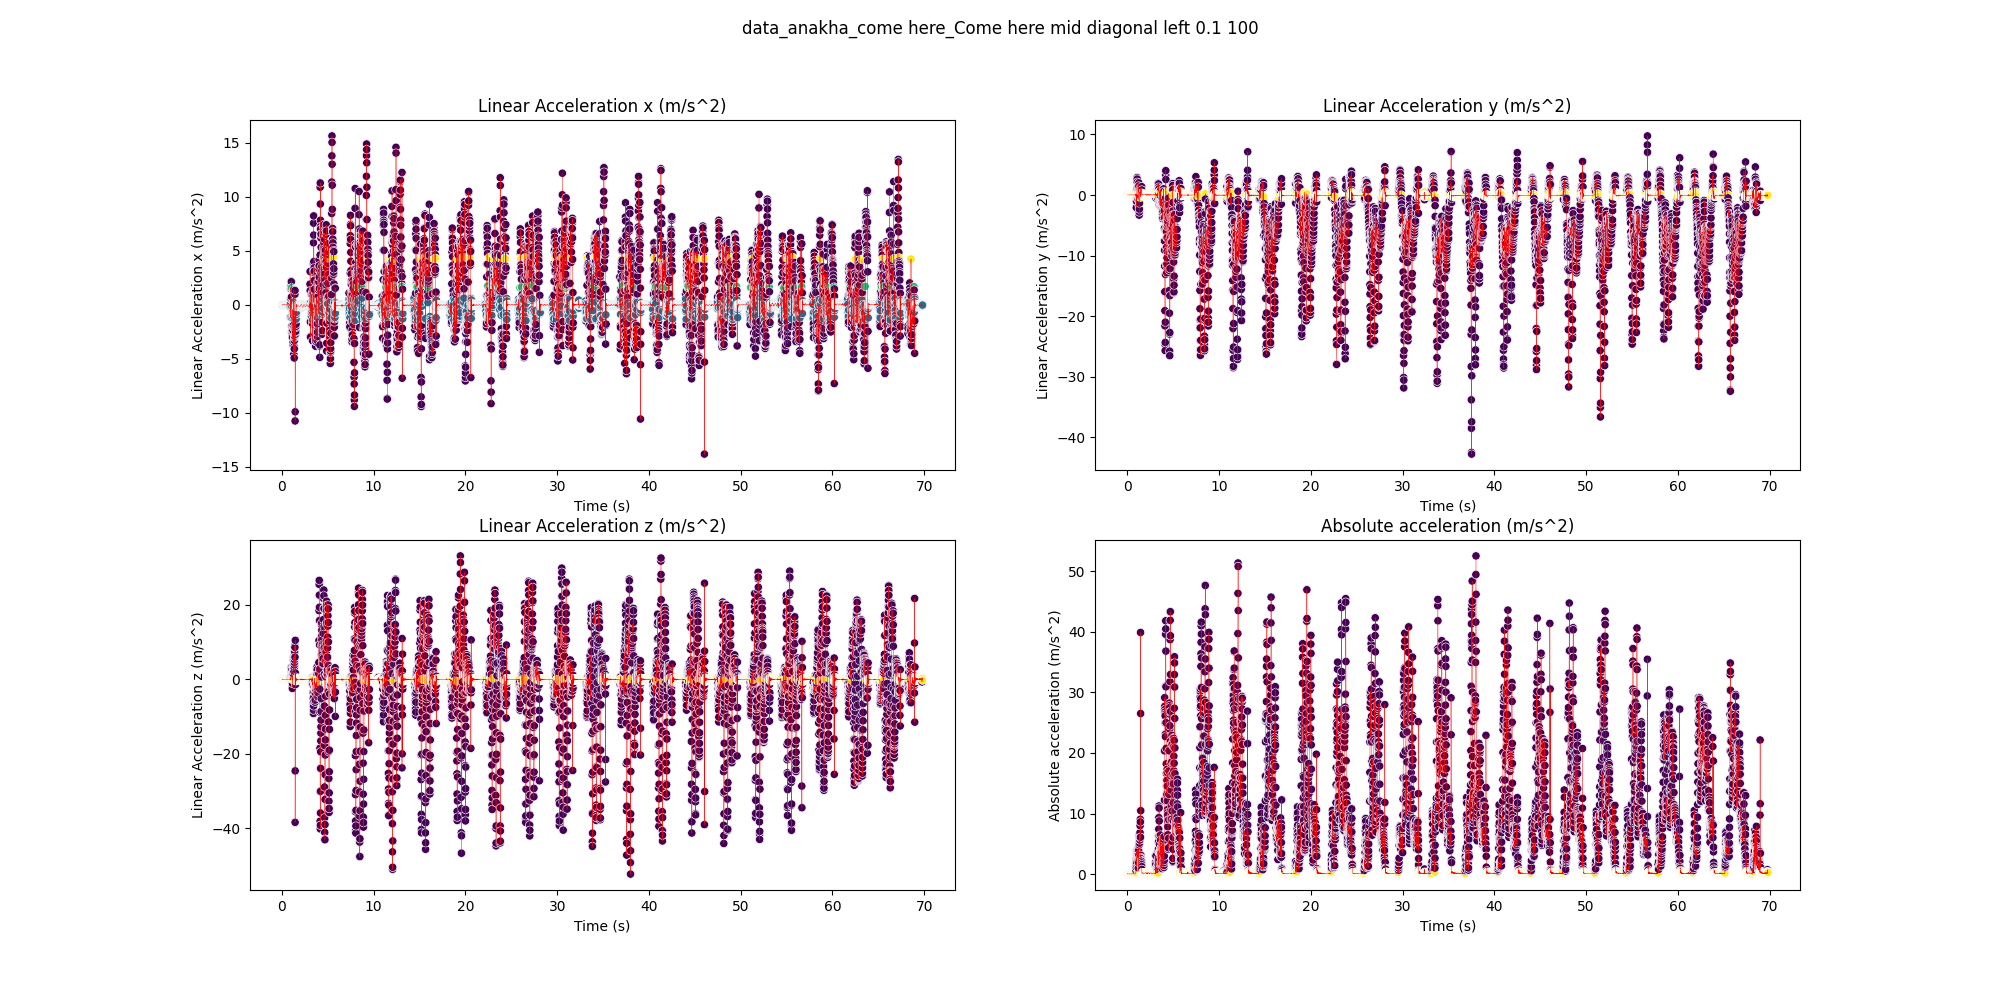 data_anakha_come here_Come here mid diagonal left 0.1 100
Linear Acceleration x (m/s^2)
Linear Acceleration x (m/s^2)
15
10
5
0
−5
−10
−15
0 10 20 30 40 50 60 70
Time (s)
Linear Acceleration y (m/s^2)
Linear Acceleration y (m/s^2)
10
0
−10
−20
−30
−40
0 10 20 30 40 50 60 70
Time (s)
Linear Acceleration z (m/s^2)
Linear Acceleration z (m/s^2)
20
0
−20
−40
0 10 20 30 40 50 60 70
Time (s)
Absolute acceleration (m/s^2)
Absolute acceleration (m/s^2)
50
40
30
20
10
0
0 10 20 30 40 50 60 70
Time (s)